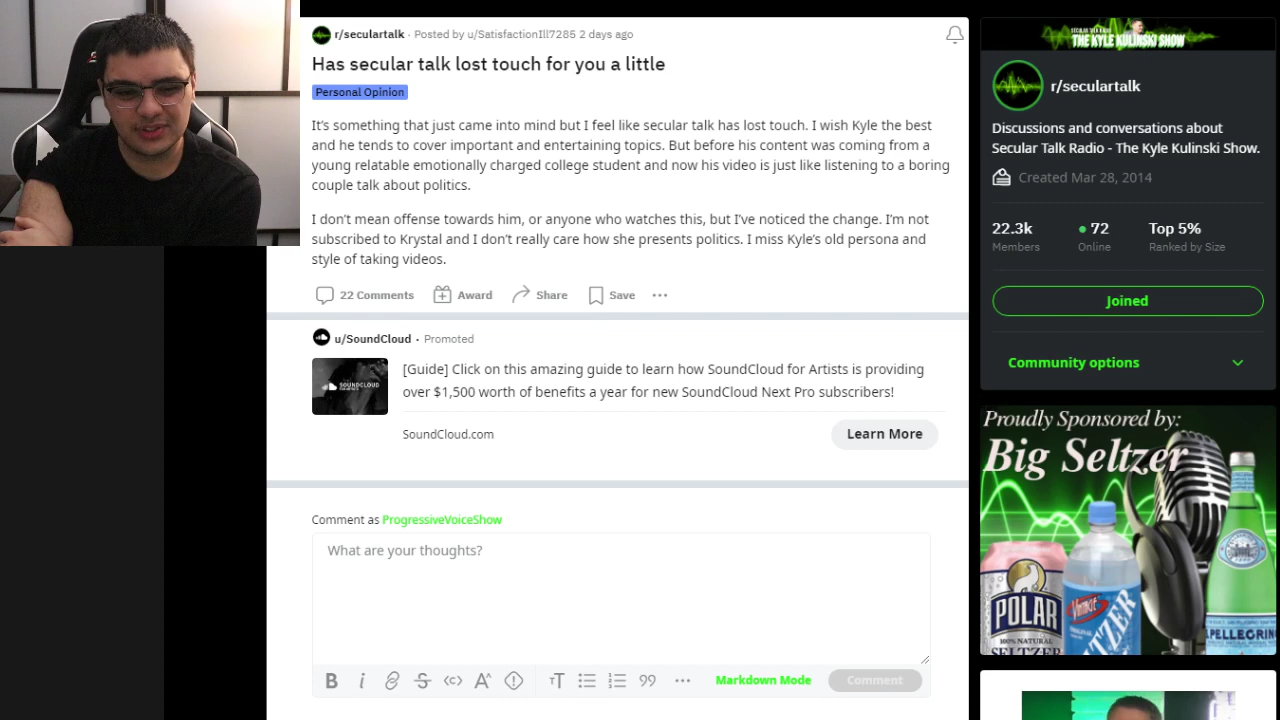 r/seculartalk · Posted by u/SatisfactionIll7285 2 days ago
Has secular talk lost touch for you a little
Personal Opinion
It's something that just came into mind but I feel like secular talk has lost touch. I wish Kyle the best
and he tends to cover important and entertaining topics. But before his content was coming from a
young relatable emotionally charged college student and now his video is just like listening to a boring
couple talk about politics.
I don't mean offense towards him, or anyone who watches this, but I've noticed the change. I'm not
subscribed to Krystal and I don't really care how she presents politics. I miss Kyle's old persona and
style of taking videos.
22 Comments Award Share Save ···
u/SoundCloud · Promoted
SOUNDCLOUD
[Guide] Click on this amazing guide to learn how SoundCloud for Artists is providing
over $1,500 worth of benefits a year for new SoundCloud Next Pro subscribers!
SoundCloud.com
Learn More
Comment as ProgressiveVoiceShow
What are your thoughts?
Markdown Mode
Comment
SECULAR TALK RADIO
THE KYLE KULINSKI SHOW
r/seculartalk
Discussions and conversations about
Secular Talk Radio - The Kyle Kulinski Show.
Created Mar 28, 2014
22.3k 72 Top 5%
Members Online Ranked by Size
Joined
Community options
Proudly Sponsored by:
Big Seltzer
POLAR
100% NATURAL
SELTZER
Vintage
SELTZER
S.PELLEGRINO